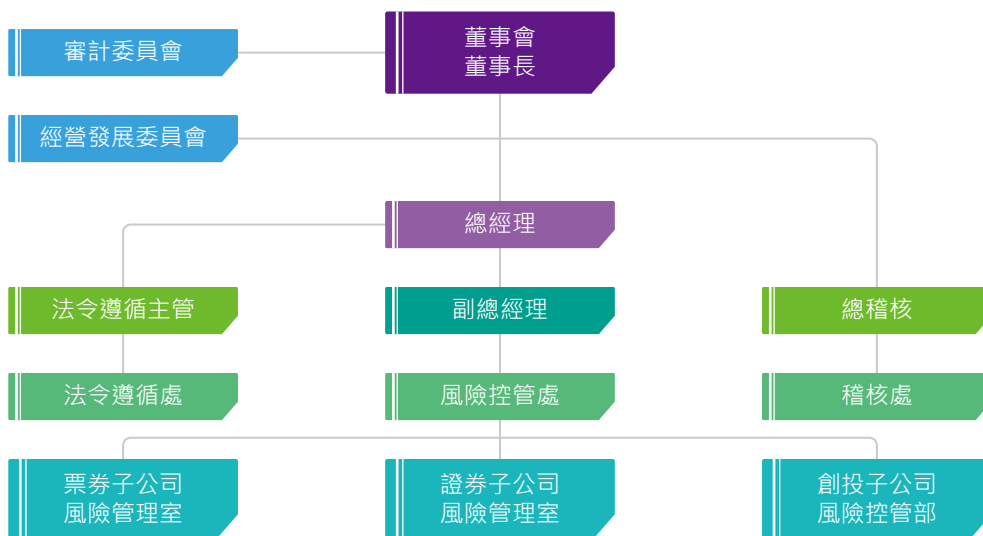 審計委員會
董事會
董事長
經營發展委員會
總經理
法令遵循主管
副總經理
總稽核
法令遵循處
風險控管處
稽核處
票券子公司
風險管理室
證券子公司
風險管理室
創投子公司
風險控管部